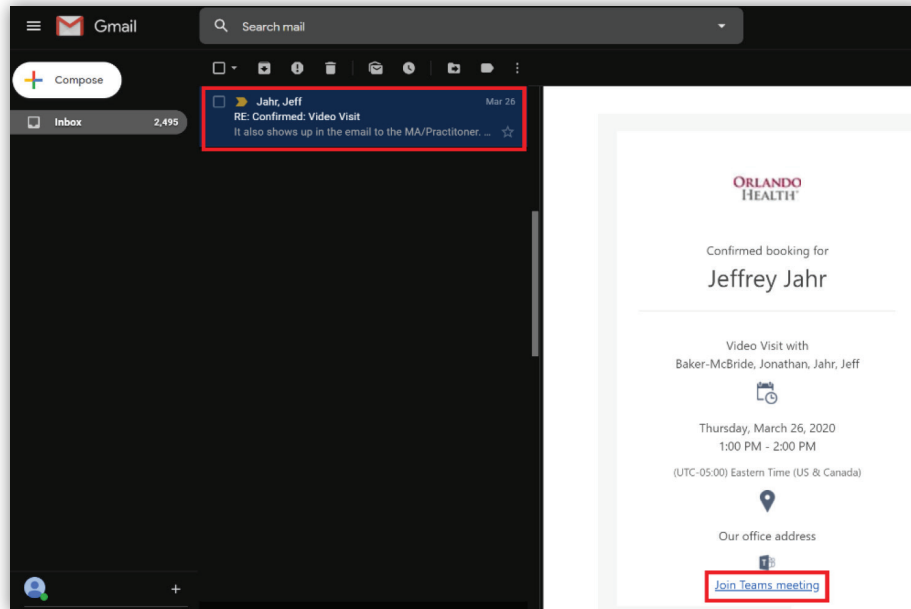 Gmail
Search mail
Compose
Inbox 2,495
Jahr, Jeff Mar 26
RE: Confirmed: Video Visit
It also shows up in the email to the MA/Practitoner. ...
ORLANDO
HEALTH
Confirmed booking for
Jeffrey Jahr
Video Visit with
Baker-McBride, Jonathan, Jahr, Jeff
Thursday, March 26, 2020
1:00 PM - 2:00 PM
(UTC-05:00) Eastern Time (US & Canada)
Our office address
Join Teams meeting